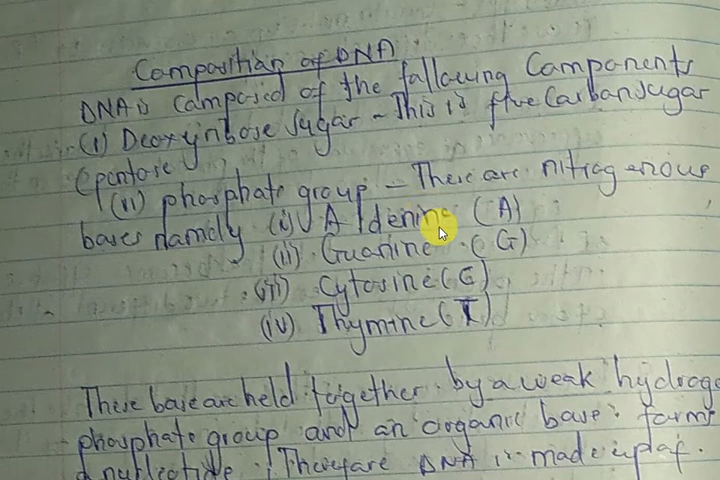 Composition of DNA
DNA is composed of the following components
(i) Deoxyribose sugar - This is five carbon sugar
(pentose)
(ii) phosphate group - There are nitrogenous
bases namely (i) A Idenine (A)
(ii) Guanine (G)
(iii) Cytosine (C)
(iv) Thymine (T)
These base are held together by a weak hydroge
phosphate group and an organic base forms
a nucleotide. Therefore DNA is made up of.